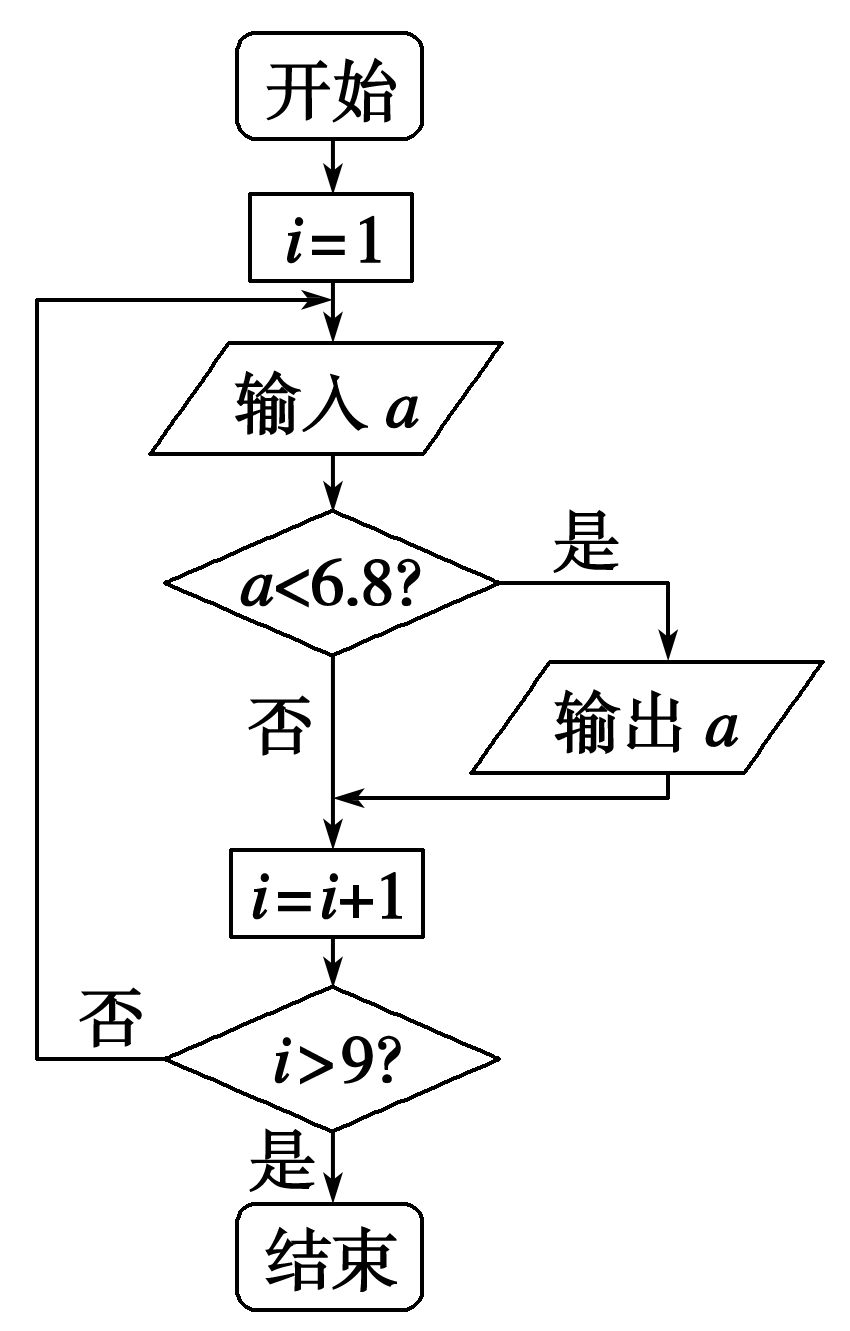 开始
i=1
输入 a
a<6.8?
是
否
输出 a
i=i+1
否
i>9?
是
结束